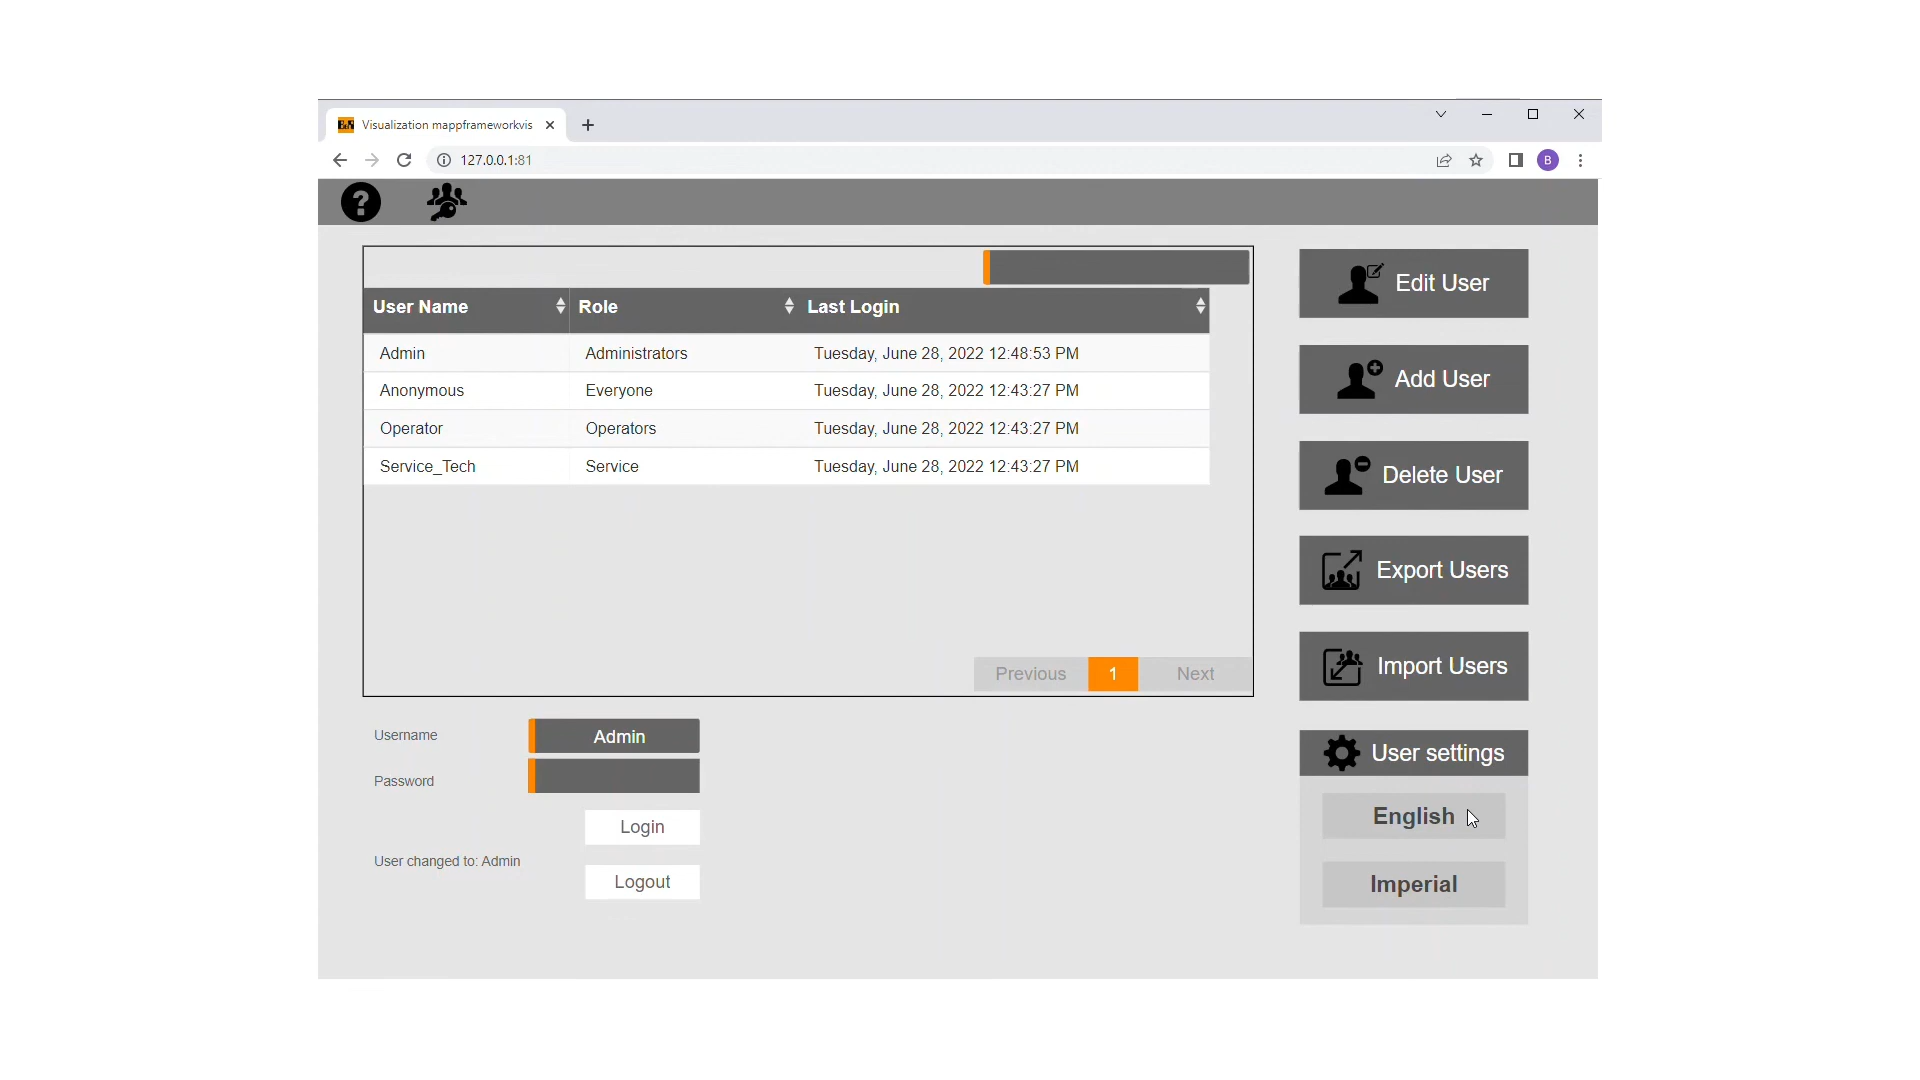 Visualization mappframeworkvis
127.0.0.1:81
B
User Name Role Last Login
Admin Administrators Tuesday, June 28, 2022 12:48:53 PM
Anonymous Everyone Tuesday, June 28, 2022 12:43:27 PM
Operator Operators Tuesday, June 28, 2022 12:43:27 PM
Service_Tech Service Tuesday, June 28, 2022 12:43:27 PM
Previous 1 Next
Username Admin
Password
Login
User changed to: Admin
Logout
Edit User
Add User
Delete User
Export Users
Import Users
User settings
English
Imperial